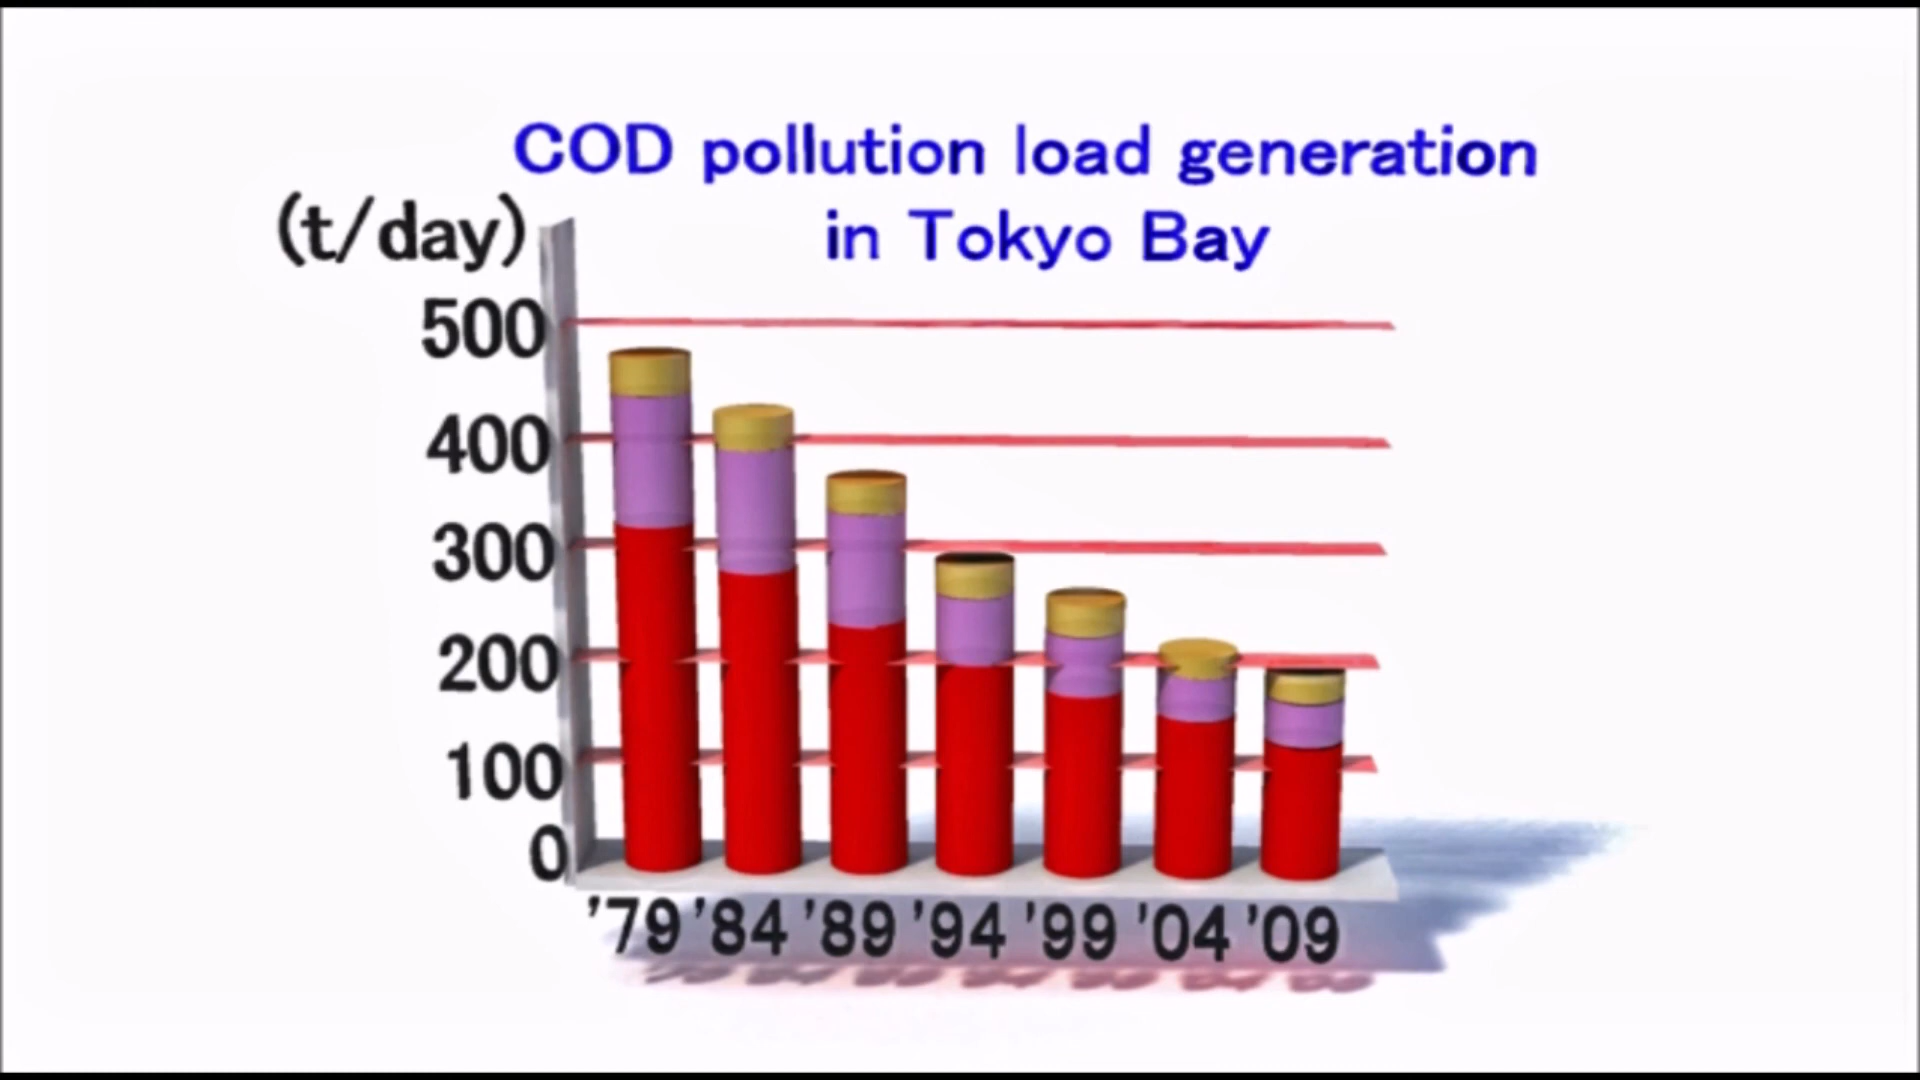 COD pollution load generation
in Tokyo Bay
(t/day)
500
400
300
200
100
0
'79 '84 '89 '94 '99 '04 '09